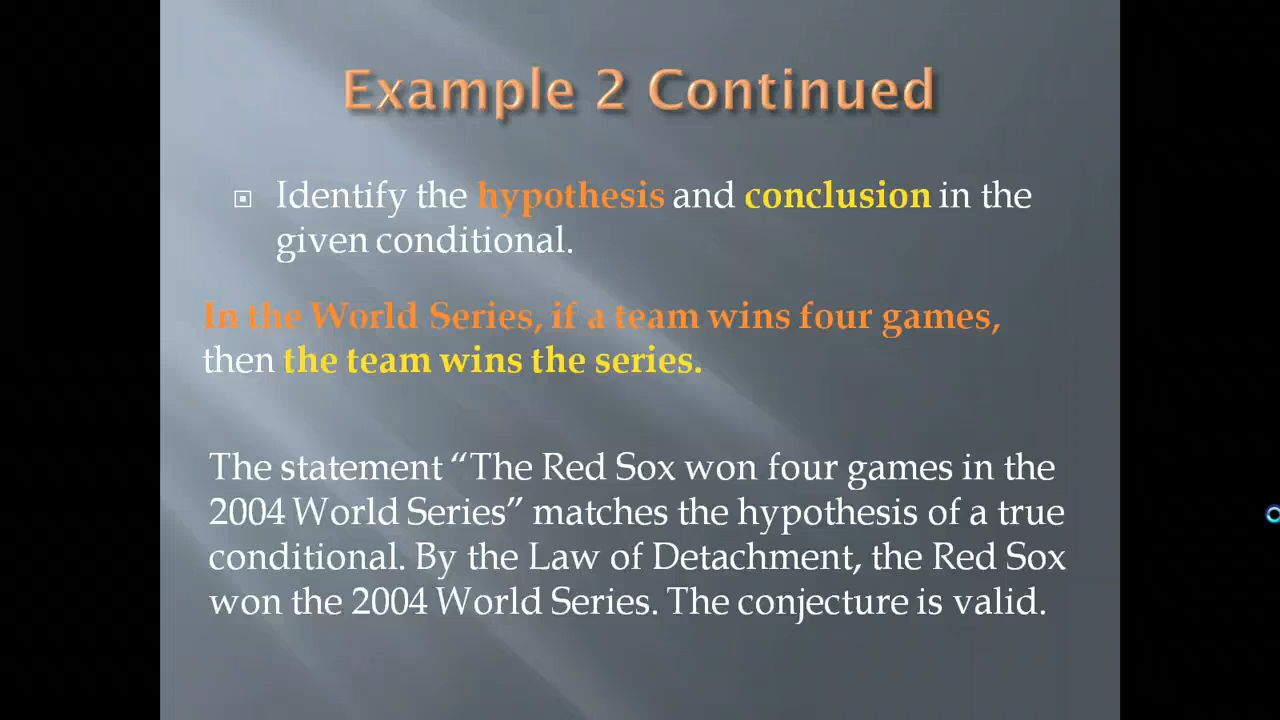 Example 2 Continued
Identify the hypothesis and conclusion in the
given conditional.
In the World Series, if a team wins four games,
then the team wins the series.
The statement “The Red Sox won four games in the
2004 World Series” matches the hypothesis of a true
conditional. By the Law of Detachment, the Red Sox
won the 2004 World Series. The conjecture is valid.